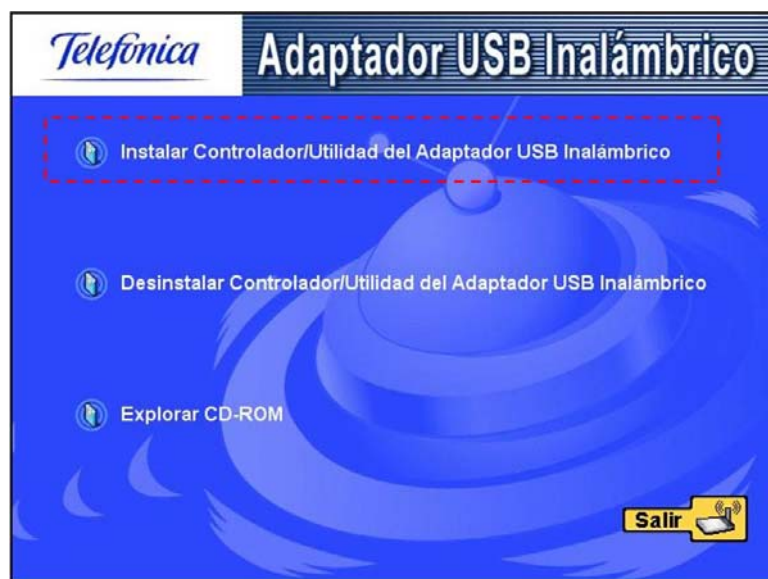 Telefónica
Adaptador USB Inalámbrico
Instalar Controlador/Utilidad del Adaptador USB Inalámbrico
Desinstalar Controlador/Utilidad del Adaptador USB Inalámbrico
Explorar CD-ROM
Salir